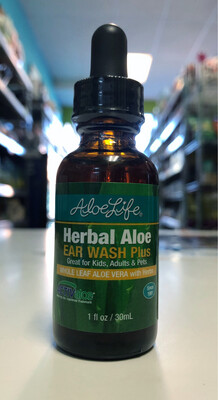 AloeLife®
Herbal Aloe
EAR WASH Plus
Great for Kids, Adults & Pets
WHOLE LEAF ALOE VERA with Herbs
1 fl oz / 30mL